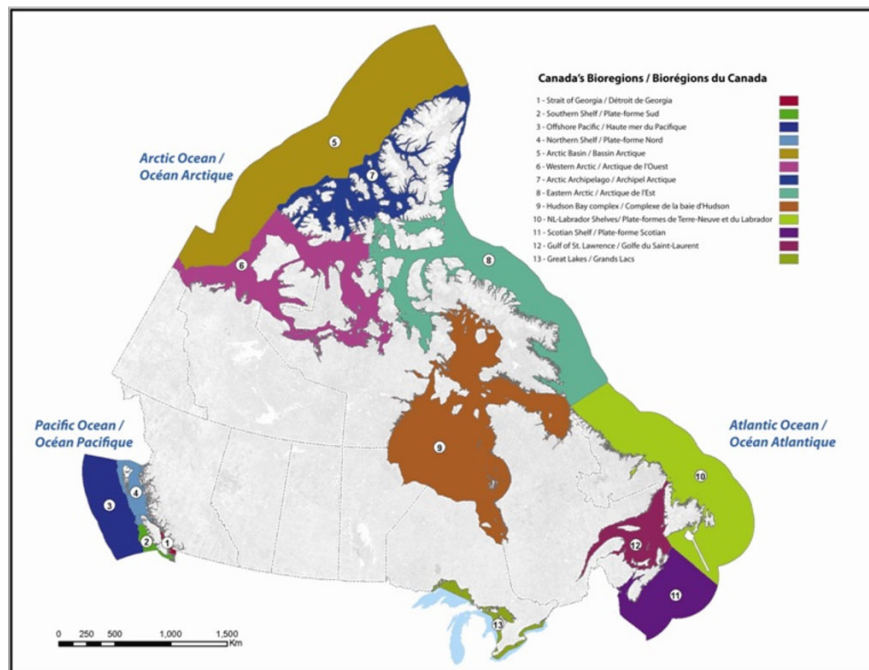 Canada's Bioregions / Biorégions du Canada
1 - Strait of Georgia / Détroit de Georgia
2 - Southern Shelf / Plate-forme Sud
3 - Offshore Pacific / Haute mer du Pacifique
4 - Northern Shelf / Plate-forme Nord
5 - Arctic Basin / Bassin Arctique
6 - Western Arctic / Arctique de l'Ouest
7 - Arctic Archipelago / Archipel Arctique
8 - Eastern Arctic / Arctique de l'Est
9 - Hudson Bay complex / Complexe de la baie d'Hudson
10 - NL-Labrador Shelves/ Plate-formes de Terre-Neuve et du Labrador
11 - Scotian Shelf / Plate-forme Scotian
12 - Gulf of St. Lawrence / Golfe du Saint-Laurent
13 - Great Lakes / Grands Lacs
Arctic Ocean /
Océan Arctique
5
7
6
8
Pacific Ocean /
Océan Pacifique
Atlantic Ocean /
Océan Atlantique
9
10
3
4
2
1
12
11
13
0 250 500 1,000 1,500
Km